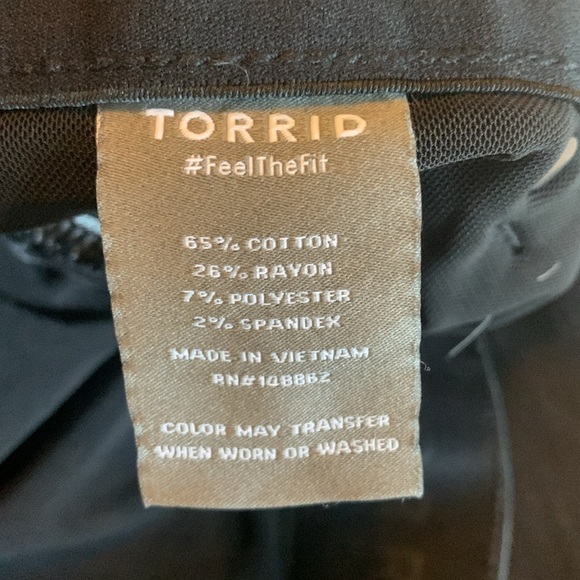 TORRID
#FeelTheFit
65% COTTON
26% RAYON
7% POLYESTER
2% SPANDEX
MADE IN VIETNAM
RN# 148862
COLOR MAY TRANSFER
WHEN WORN OR WASHED